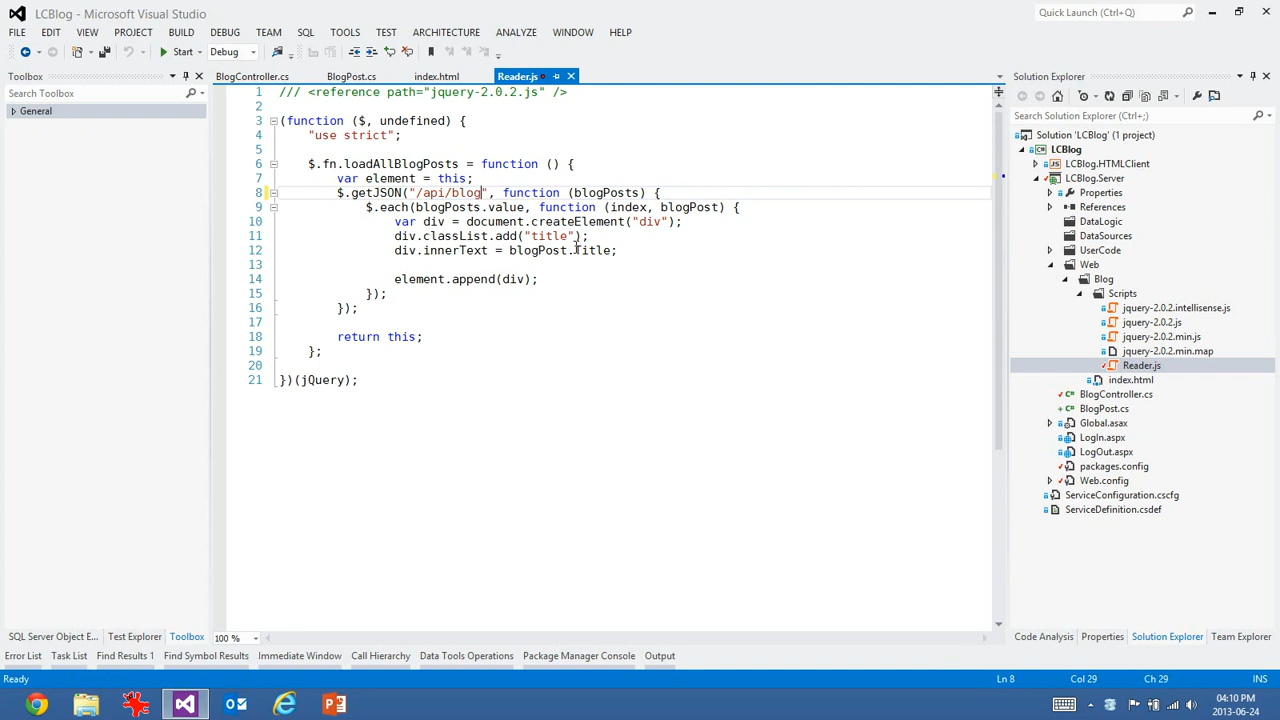 LCBlog - Microsoft Visual Studio
Quick Launch (Ctrl+Q)
FILE EDIT VIEW PROJECT BUILD DEBUG TEAM SQL TOOLS TEST ARCHITECTURE ANALYZE WINDOW HELP
Start Debug
Toolbox
BlogController.cs BlogPost.cs index.html Reader.js
Solution Explorer
Search Toolbox
General
1 /// <reference path="jquery-2.0.2.js" />
2
3 (function ($, undefined) {
4 "use strict";
5
6 $.fn.loadAllBlogPosts = function () {
7 var element = this;
8 $.getJSON("/api/blog", function (blogPosts) {
9 $.each(blogPosts.value, function (index, blogPost) {
10 var div = document.createElement("div");
11 div.classList.add("title");
12 div.innerText = blogPost.Title;
13
14 element.append(div);
15 });
16 });
17
18 return this;
19 };
20
21 })(jQuery);
Search Solution Explorer (Ctrl+;)
Solution 'LCBlog' (1 project)
LCBlog
LCBlog.HTMLClient
LCBlog.Server
Properties
References
DataLogic
DataSources
UserCode
Web
Blog
Scripts
jquery-2.0.2.intellisense.js
jquery-2.0.2.js
jquery-2.0.2.min.js
jquery-2.0.2.min.map
Reader.js
index.html
BlogController.cs
BlogPost.cs
Global.asax
LogIn.aspx
LogOut.aspx
packages.config
Web.config
ServiceConfiguration.cscfg
ServiceDefinition.csdef
100 %
SQL Server Object E... Test Explorer Toolbox
Code Analysis Properties Solution Explorer Team Explorer
Error List Task List Find Results 1 Find Symbol Results Immediate Window Call Hierarchy Data Tools Operations Package Manager Console Output
Ready Ln 8 Col 29 Ch 29 INS
04:10 PM
2013-06-24